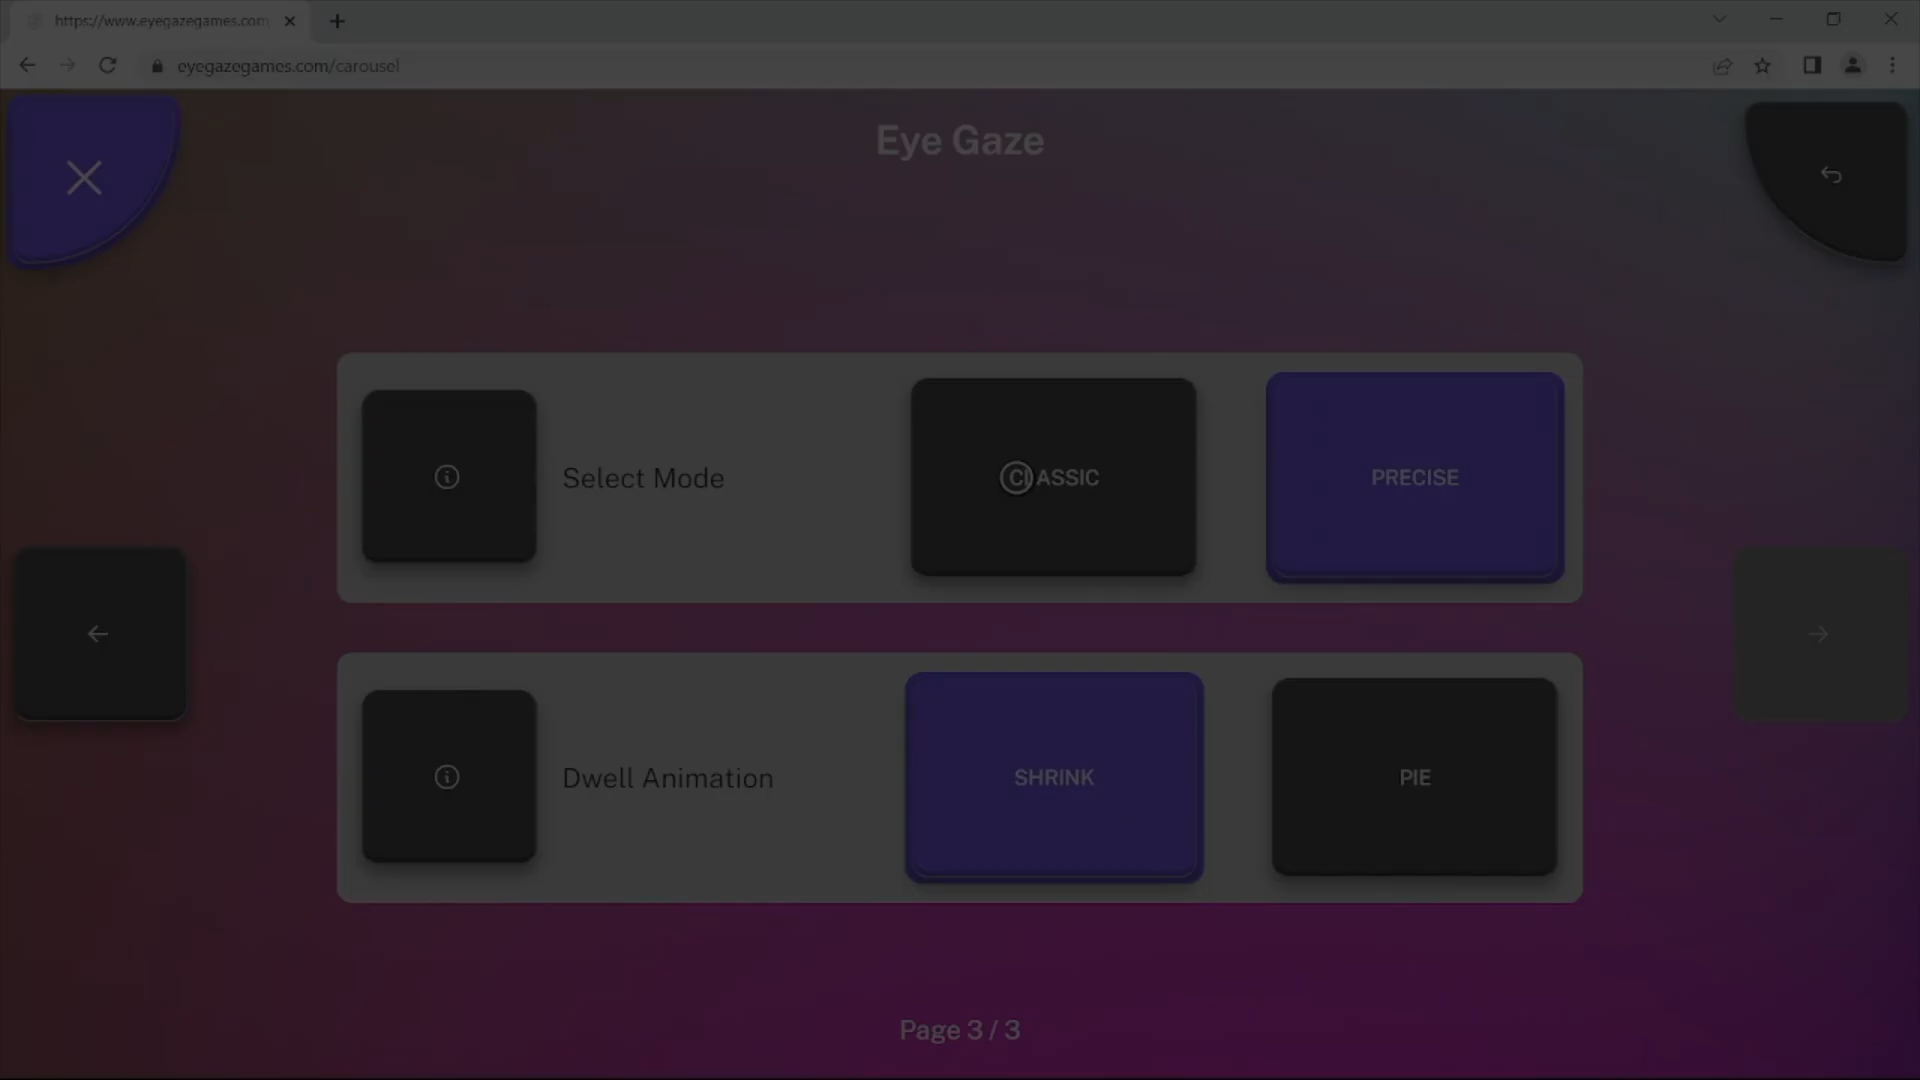 https://www.eyegazegames.com
eyegazegames.com/carousel
Eye Gaze
Select Mode
CLASSIC
PRECISE
Dwell Animation
SHRINK
PIE
Page 3 / 3